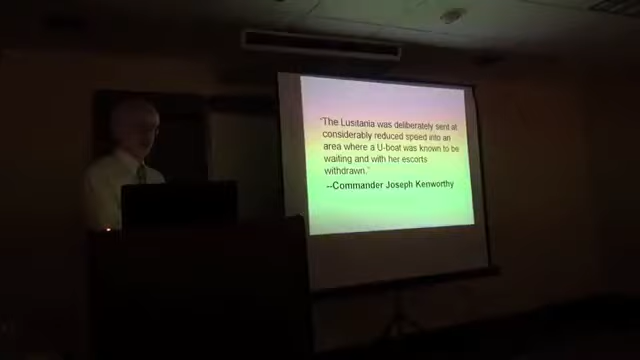 "The Lusitania was deliberately sent at
considerably reduced speed into an
area where a U-boat was known to be
waiting and with her escorts
withdrawn."
--Commander Joseph Kenworthy